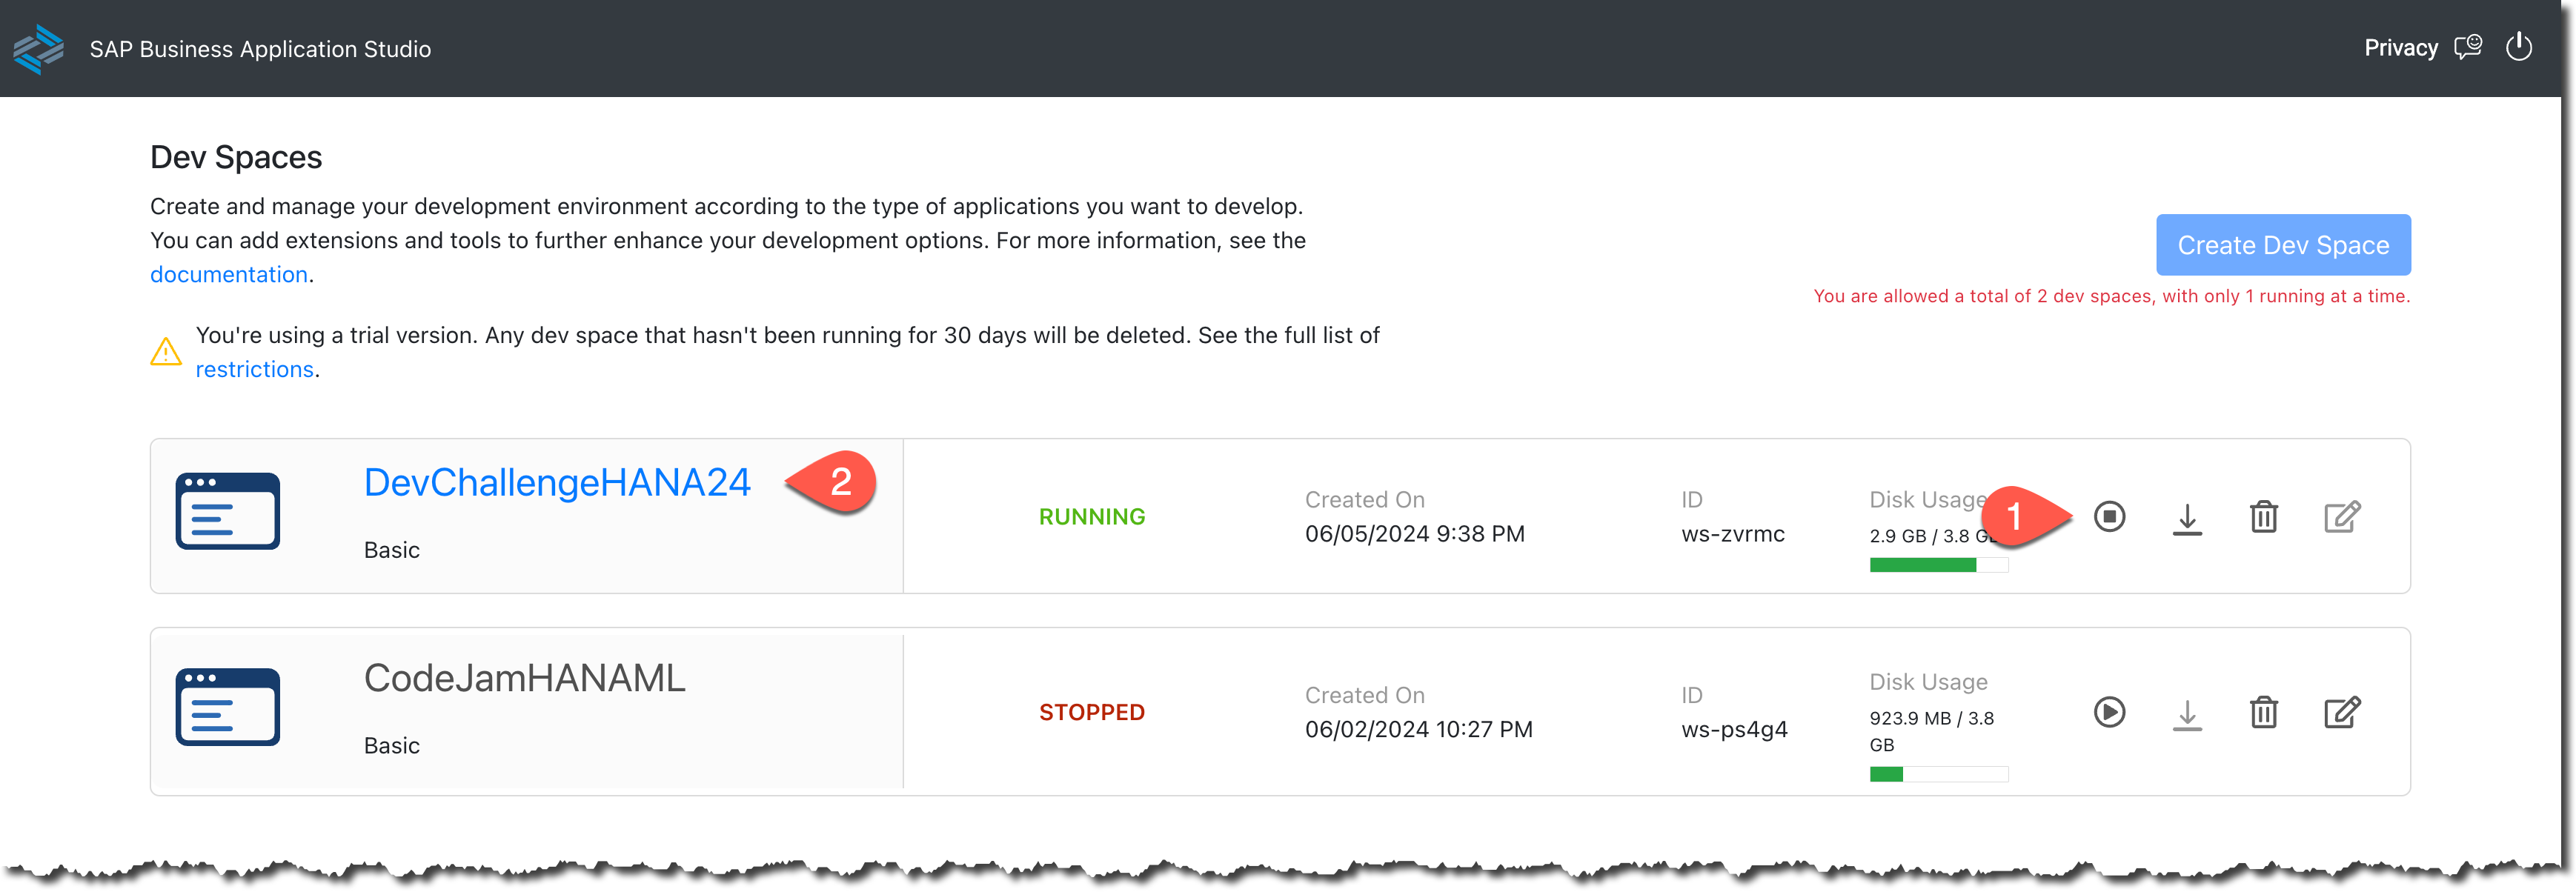 SAP Business Application Studio
Privacy
Dev Spaces
Create and manage your development environment according to the type of applications you want to develop.
You can add extensions and tools to further enhance your development options. For more information, see the
documentation.
Create Dev Space
You are allowed a total of 2 dev spaces, with only 1 running at a time.
You're using a trial version. Any dev space that hasn't been running for 30 days will be deleted. See the full list of
restrictions.
DevChallengeHANA24
2
Basic
RUNNING
Created On
06/05/2024 9:38 PM
ID
ws-zvrmc
Disk Usage
2.9 GB / 3.8 GB
1
CodeJamHANAML
Basic
STOPPED
Created On
06/02/2024 10:27 PM
ID
ws-ps4g4
Disk Usage
923.9 MB / 3.8
GB